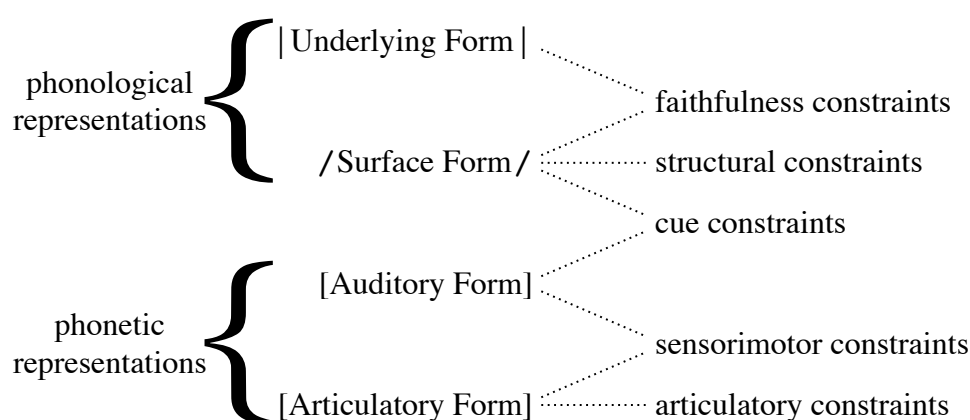 |Underlying Form|
phonological
representations
faithfulness constraints
/Surface Form/
structural constraints
cue constraints
[Auditory Form]
phonetic
representations
sensorimotor constraints
[Articulatory Form]
articulatory constraints